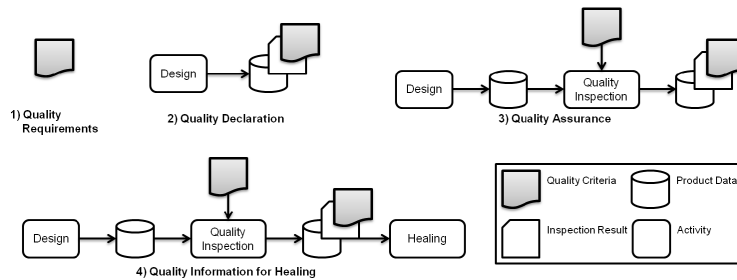 1) Quality
Requirements
Design
2) Quality Declaration
Design
Quality
Inspection
3) Quality Assurance
Design
Quality
Inspection
Healing
4) Quality Information for Healing
Quality Criteria
Product Data
Inspection Result
Activity